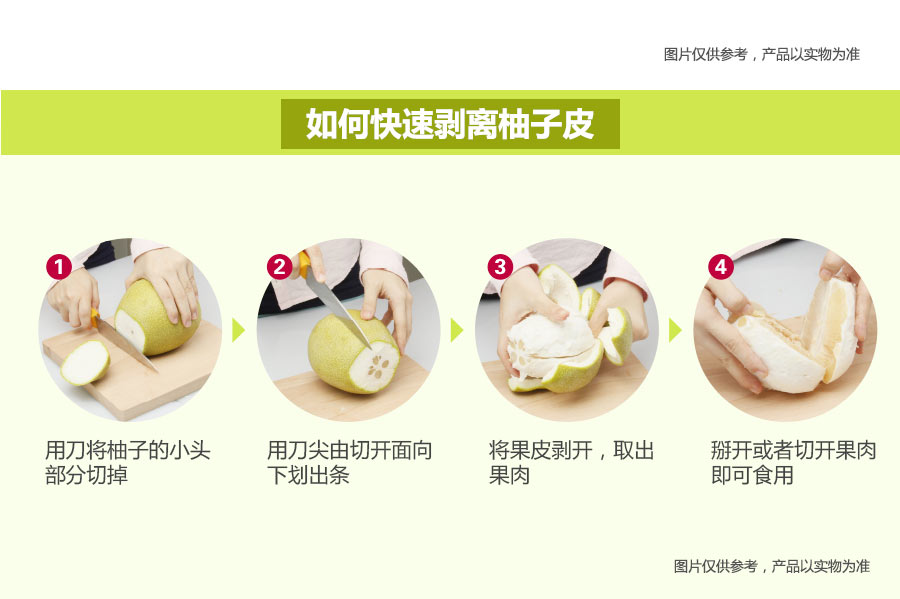 图片仅供参考，产品以实物为准
如何快速剥离柚子皮
1
2
3
4
用刀将柚子的小头
部分切掉
用刀尖由切开面向
下划出条
将果皮剥开，取出
果肉
掰开或者切开果肉
即可食用
图片仅供参考，产品以实物为准